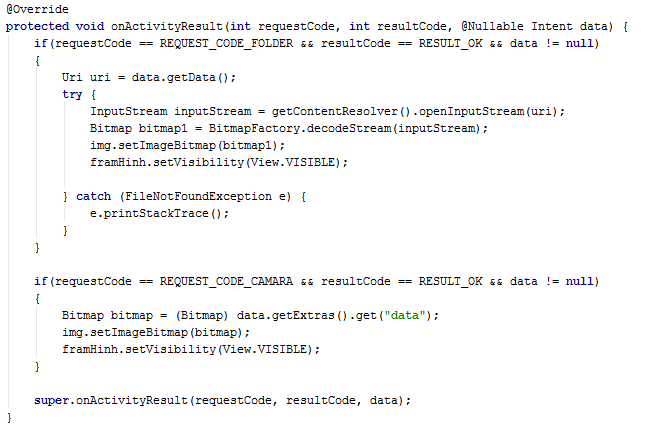 @Override
protected void onActivityResult(int requestCode, int resultCode, @Nullable Intent data) {
    if(requestCode == REQUEST_CODE_FOLDER && resultCode == RESULT_OK && data != null)
    {
        Uri uri = data.getData();
        try {
            InputStream inputStream = getContentResolver().openInputStream(uri);
            Bitmap bitmap1 = BitmapFactory.decodeStream(inputStream);
            img.setImageBitmap(bitmap1);
            framHinh.setVisibility(View.VISIBLE);

        } catch (FileNotFoundException e) {
            e.printStackTrace();
        }
    }

    if(requestCode == REQUEST_CODE_CAMARA && resultCode == RESULT_OK && data != null)
    {
        Bitmap bitmap = (Bitmap) data.getExtras().get("data");
        img.setImageBitmap(bitmap);
        framHinh.setVisibility(View.VISIBLE);
    }

    super.onActivityResult(requestCode, resultCode, data);
}